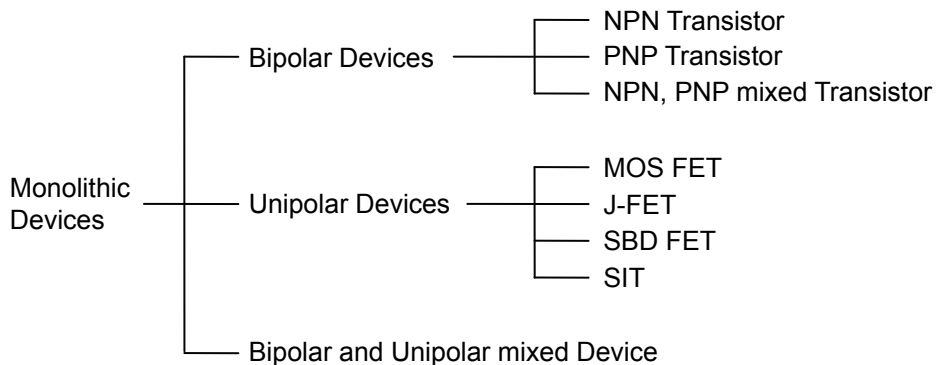 NPN Transistor
Bipolar Devices
PNP Transistor
NPN, PNP mixed Transistor
Monolithic
Devices
MOS FET
Unipolar Devices
J-FET
SBD FET
SIT
Bipolar and Unipolar mixed Device